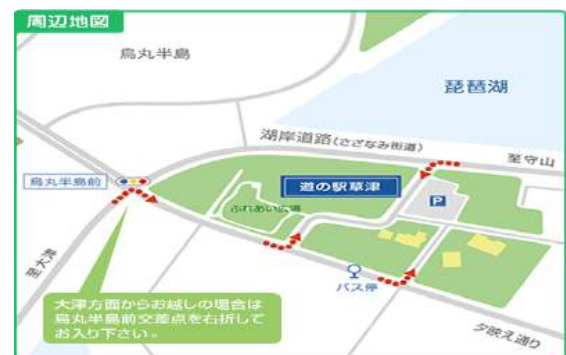 周辺地図
烏丸半島
琵琶湖
湖岸道路(さざなみ街道)
至守山
烏丸半島前
道の駅草津
P
ふれあい広場
至大津
バス停
大津方面からお越しの場合は
烏丸半島前交差点を右折して
お入り下さい。
夕映え通り